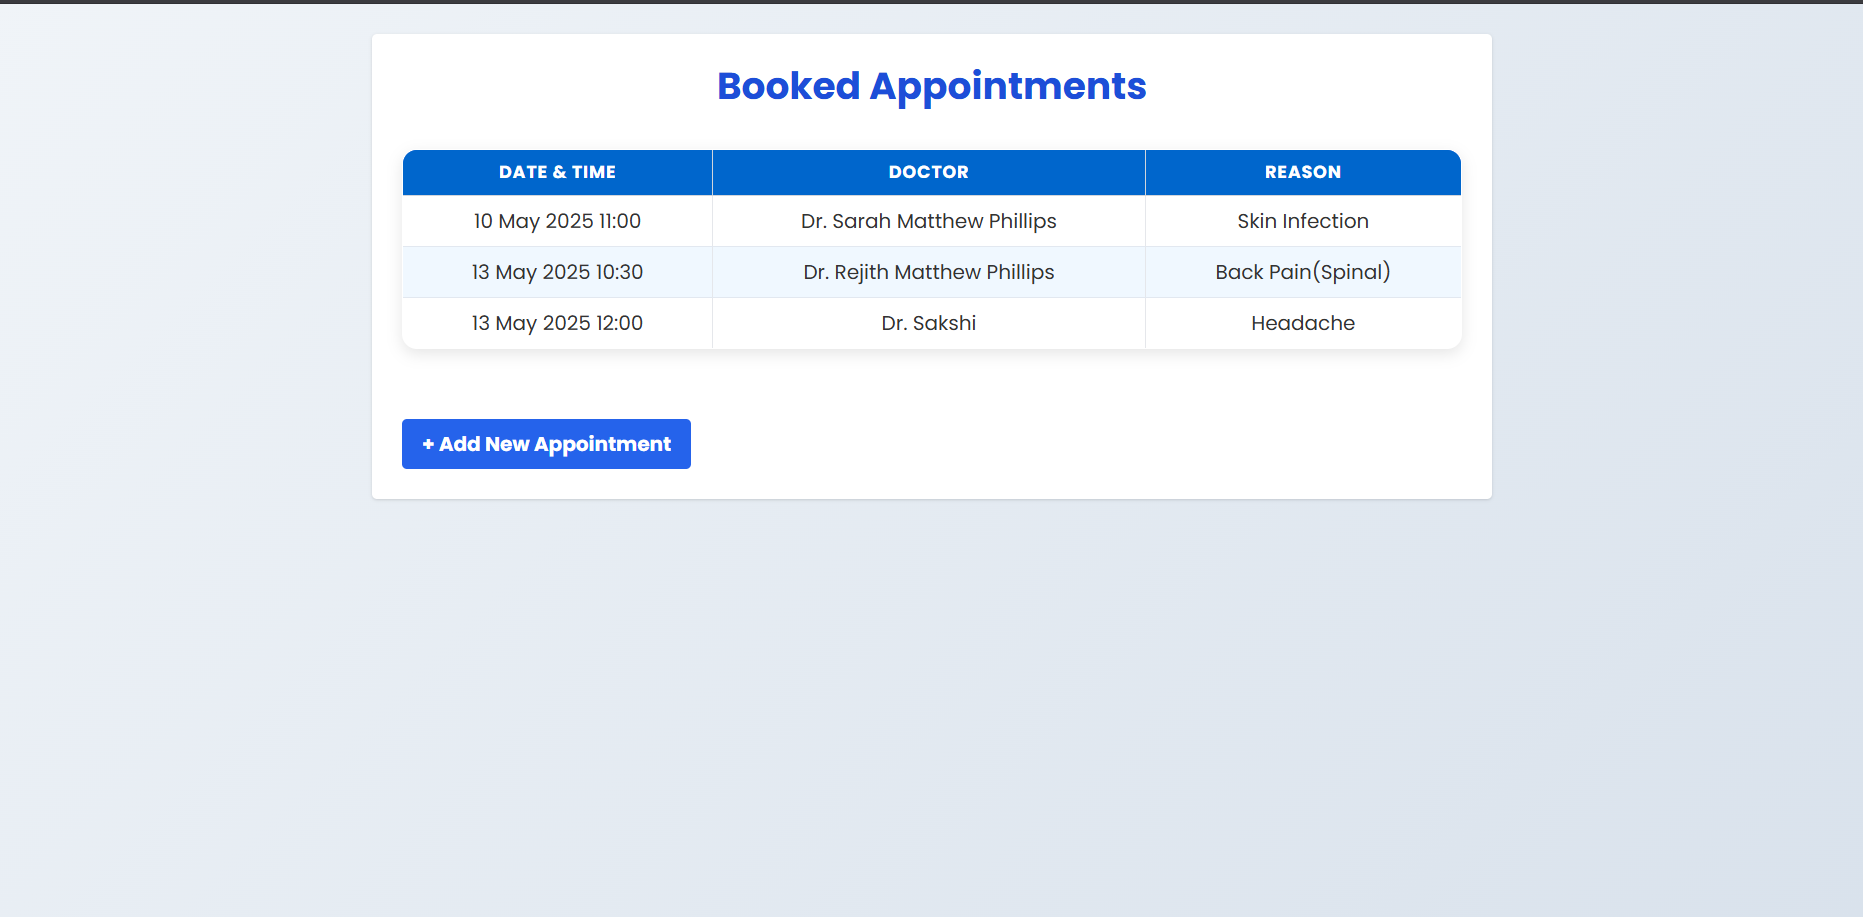 Booked Appointments
DATE & TIME DOCTOR REASON
10 May 2025 11:00 Dr. Sarah Matthew Phillips Skin Infection
13 May 2025 10:30 Dr. Rejith Matthew Phillips Back Pain(Spinal)
13 May 2025 12:00 Dr. Sakshi Headache
+ Add New Appointment